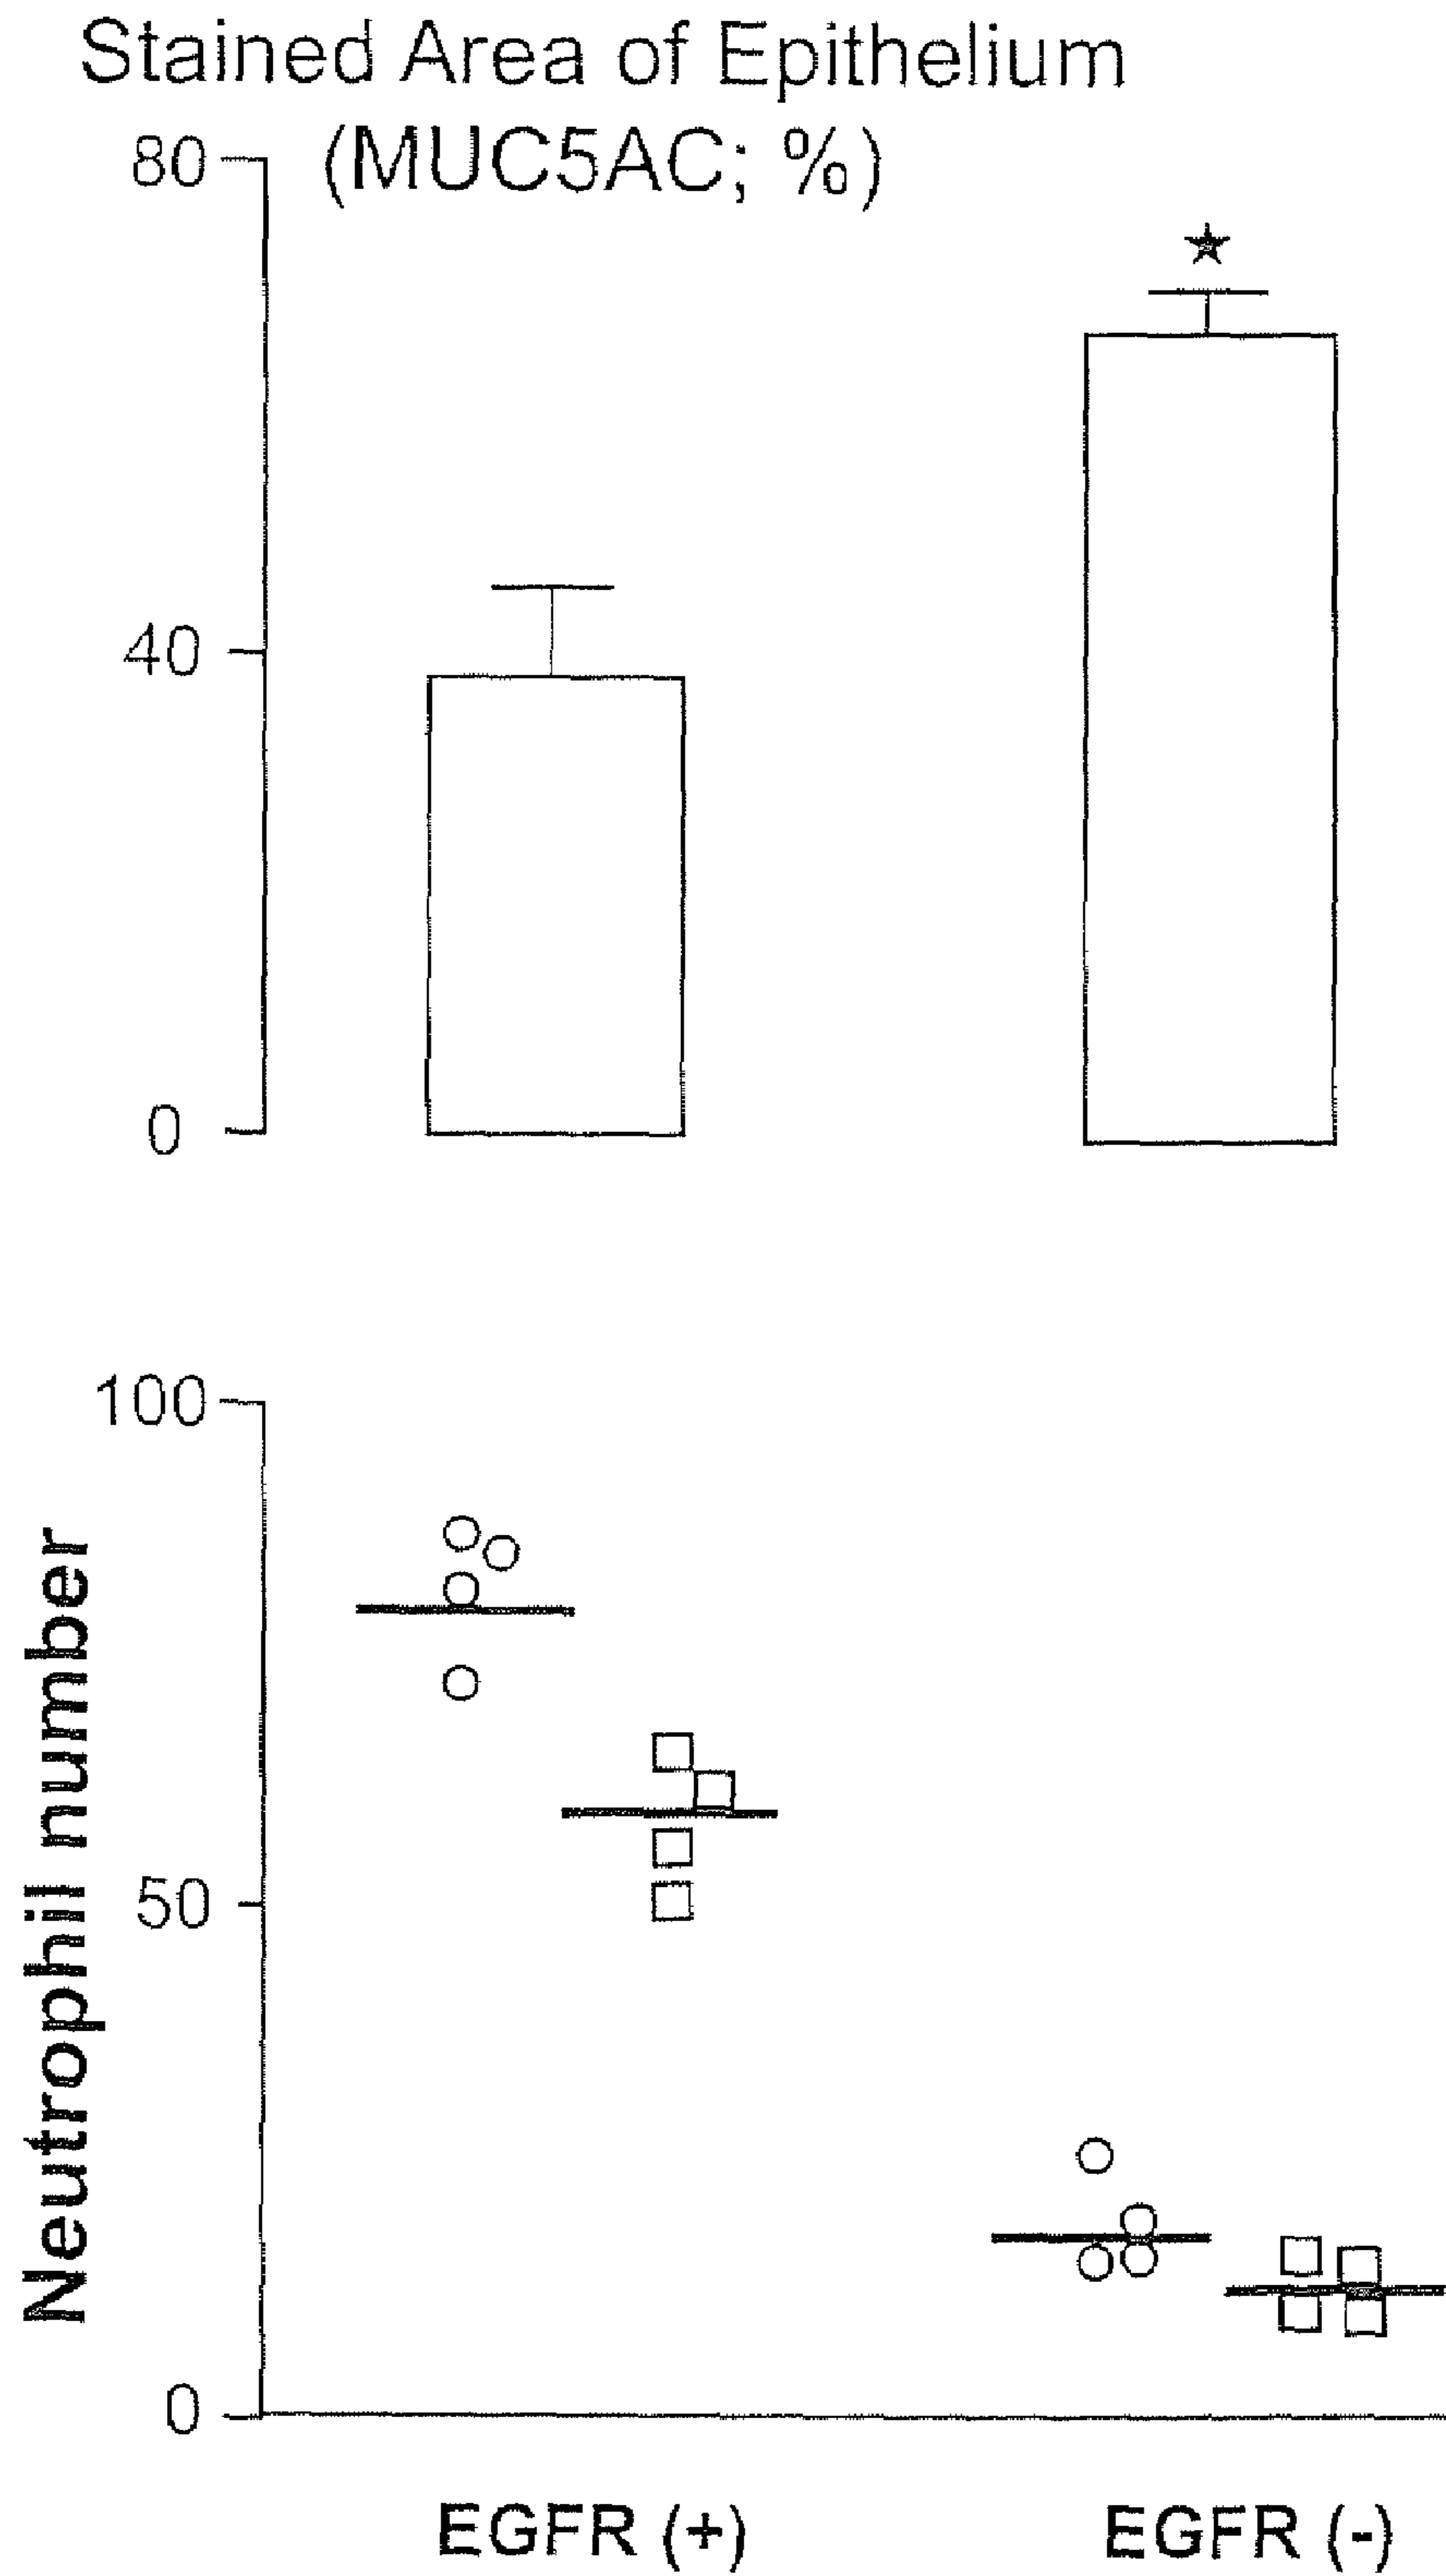 Stained Area of Epithelium
(MUC5AC; %)
80
40
0
100
50
0
Neutrophil number
EGFR (+)
EGFR (-)